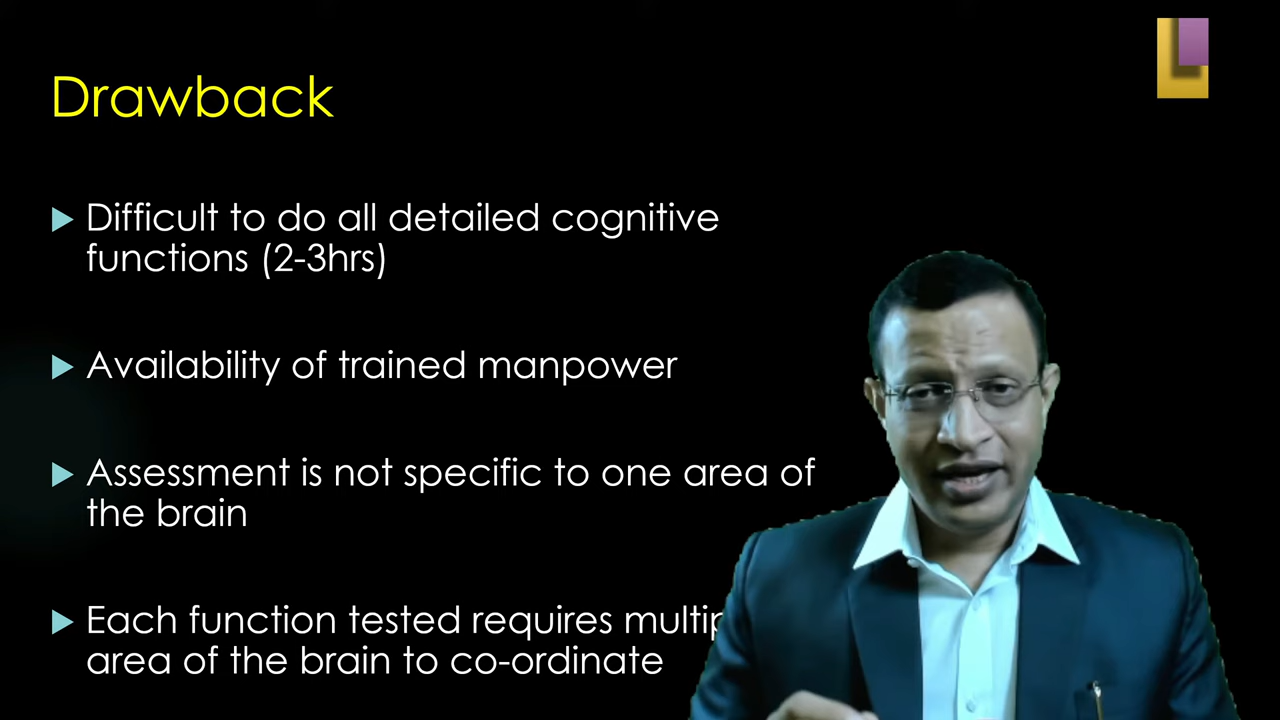 Drawback
Difficult to do all detailed cognitive
functions (2-3hrs)
Availability of trained manpower
Assessment is not specific to one area of
the brain
Each function tested requires
area of the brain to co-ordinate